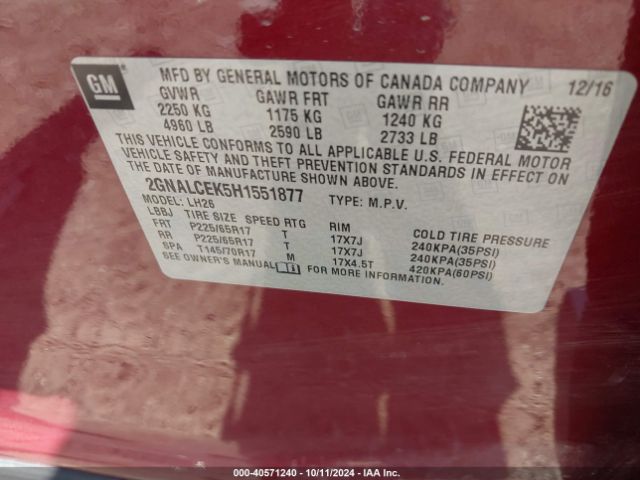 GM
MFD BY GENERAL MOTORS OF CANADA COMPANY 12/16
GVWR GAWR FRT GAWR RR
2250 KG 1175 KG 1240 KG
4960 LB 2590 LB 2733 LB
THIS VEHICLE CONFORMS TO ALL APPLICABLE U.S. FEDERAL MOTOR
VEHICLE SAFETY AND THEFT PREVENTION STANDARDS IN EFFECT ON
THE DATE OF MANUFACTURE SHOWN ABOVE.
2GNALCEK5H1551877 TYPE: M.P.V.
MODEL: LH26
LBBJ TIRE SIZE SPEED RTG RIM COLD TIRE PRESSURE
FRT P225/65R17 T 17X7J 240KPA(35PSI)
RR P225/65R17 T 17X7J 240KPA(35PSI)
SPA T145/70R17 M 17X4.5T 420KPA(60PSI)
SEE OWNER'S MANUAL FOR MORE INFORMATION.
000-40571240 - 10/11/2024 - IAA Inc.